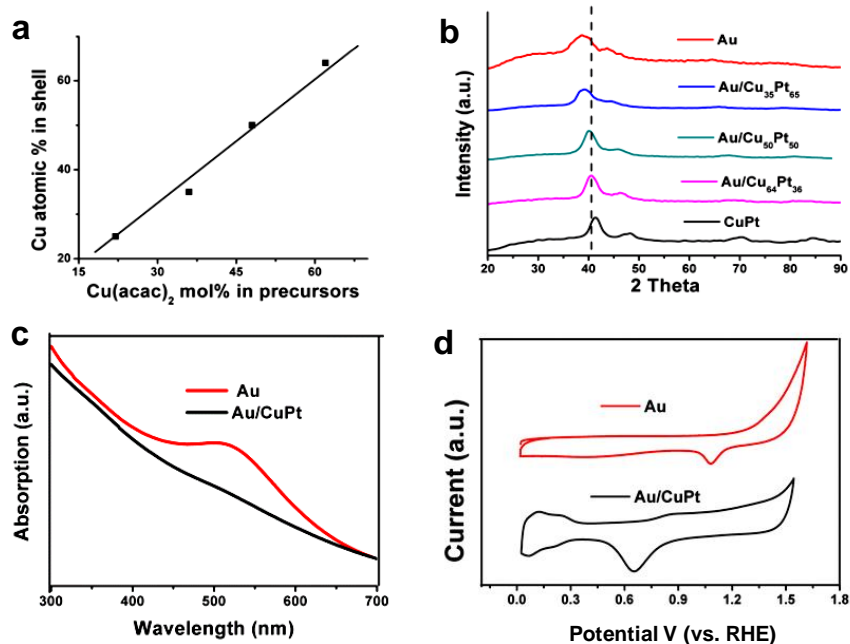 a
Cu atomic % in shell
60
40
20
15 30 45 60
Cu(acac)₂ mol% in precursors
b
Intensity (a.u.)
Au
Au/Cu₃₅Pt₆₅
Au/Cu₅₀Pt₅₀
Au/Cu₆₄Pt₃₆
CuPt
20 30 40 50 60 70 80 90
2 Theta
c
Absorption (a.u.)
Au
Au/CuPt
300 400 500 600 700
Wavelength (nm)
d
Current (a.u.)
Au
Au/CuPt
0.0 0.3 0.6 0.9 1.2 1.5 1.8
Potential V (vs. RHE)